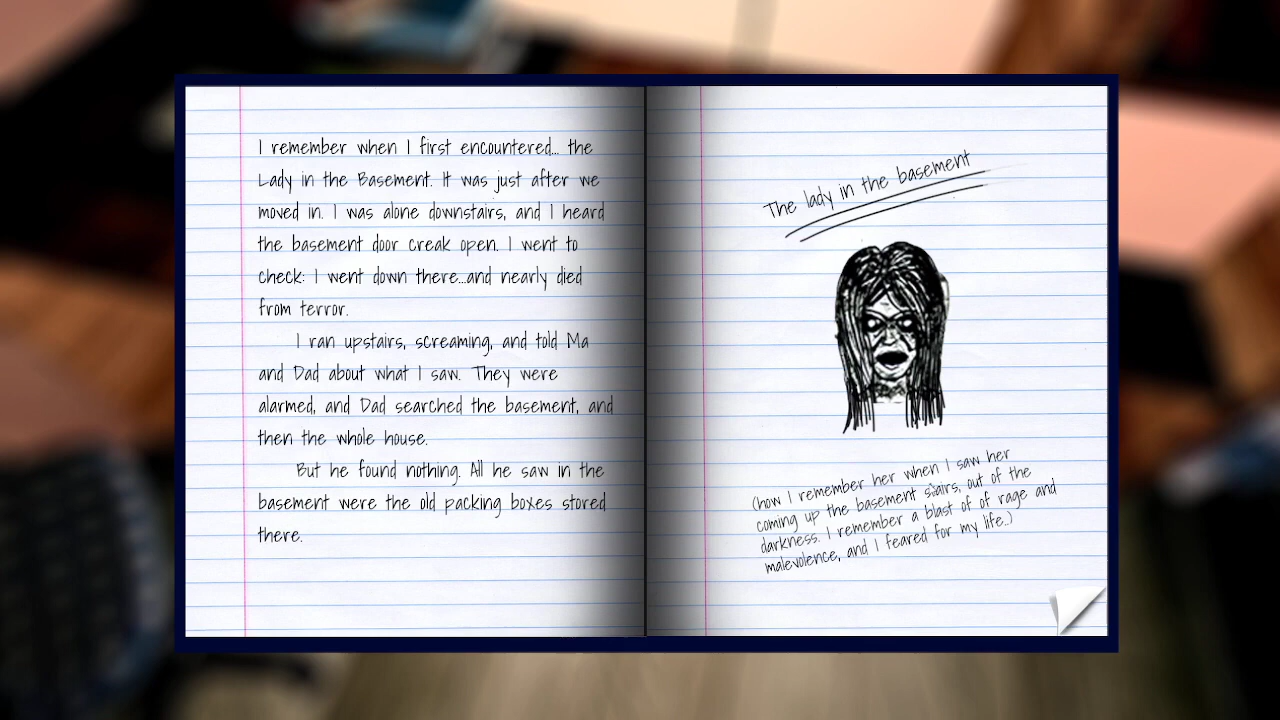 I remember when I first encountered... the
Lady in the Basement. It was just after we
moved in. I was alone downstairs, and I heard
the basement door creak open. I went to
check: I went down there...and nearly died
from terror.
I ran upstairs, screaming, and told Ma
and Dad about what I saw. They were
alarmed, and Dad searched the basement, and
then the whole house.
But he found nothing. All he saw in the
basement were the old packing boxes stored
there.
The lady in the basement
(how I remember her when I saw her
coming up the basement stairs, out of the
darkness. I remember a blast of of rage and
malevolence, and I feared for my life.)